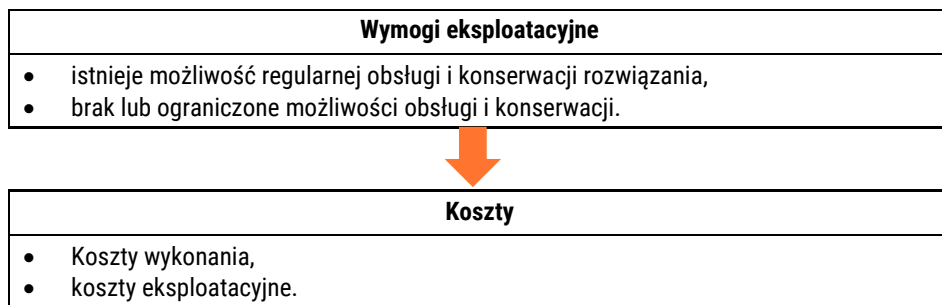 Wymogi eksploatacyjne
• istnieje możliwość regularnej obsługi i konserwacji rozwiązania,
• brak lub ograniczone możliwości obsługi i konserwacji.
Koszty
• Koszty wykonania,
• koszty eksploatacyjne.